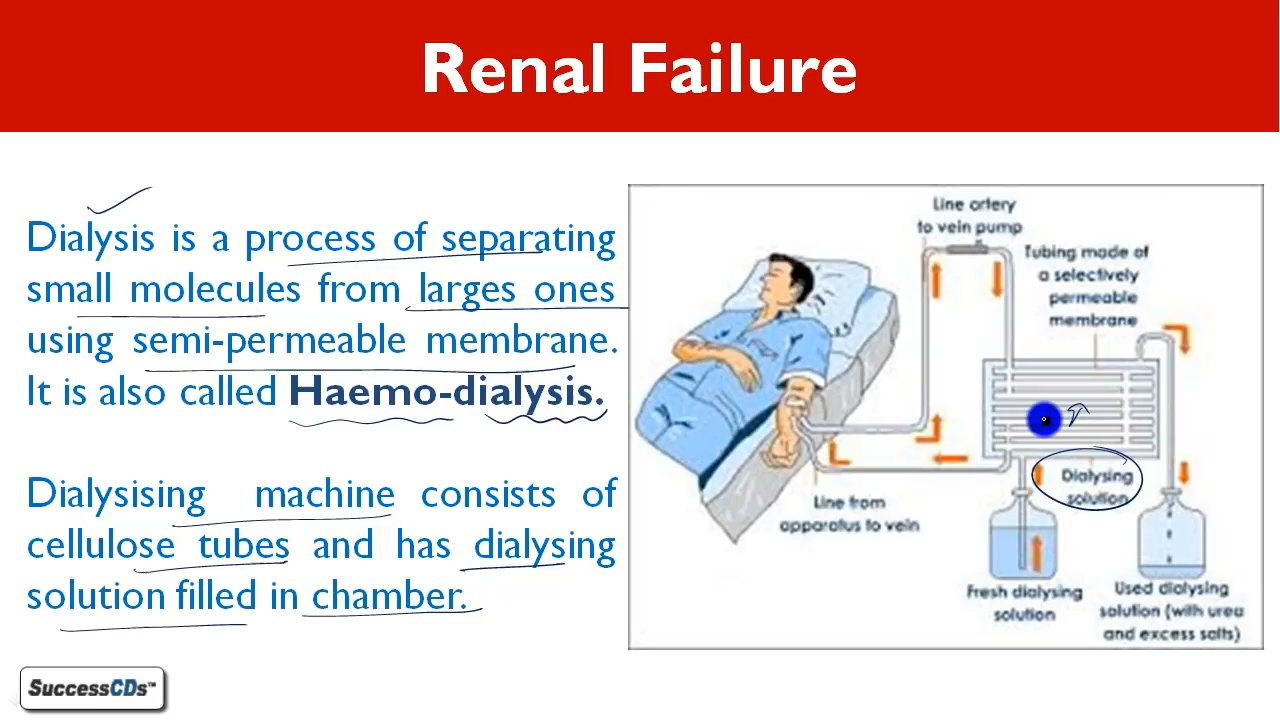 Renal Failure
Dialysis is a process of separating
small molecules from larges ones
using semi-permeable membrane.
It is also called Haemo-dialysis.
Dialysising machine consists of
cellulose tubes and has dialysing
solution filled in chamber.
Line artery
to vein pump
Tubing made of
a selectively
permeable
membrane
Dialysing
solution
Line from
apparatus to vein
Fresh dialysing
solution
Used dialysing
solution (with urea
and excess salts)
SuccessCDs™